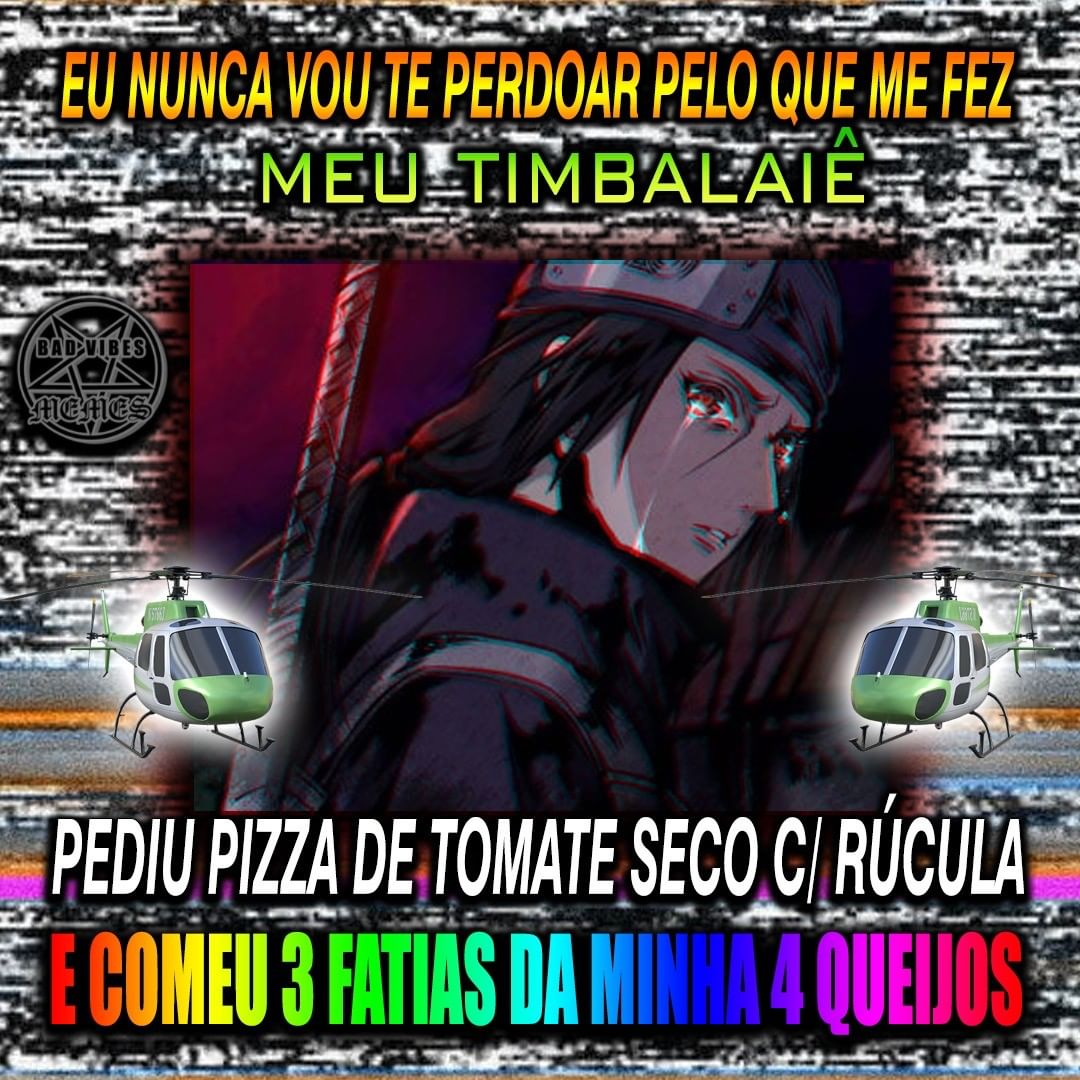 EU NUNCA VOU TE PERDOAR PELO QUE ME FEZ
MEU TIMBALAIÊ
BAD VIBES
MEMES
PEDIU PIZZA DE TOMATE SECO C/ RÚCULA
E COMEU 3 FATIAS DA MINHA 4 QUEIJOS